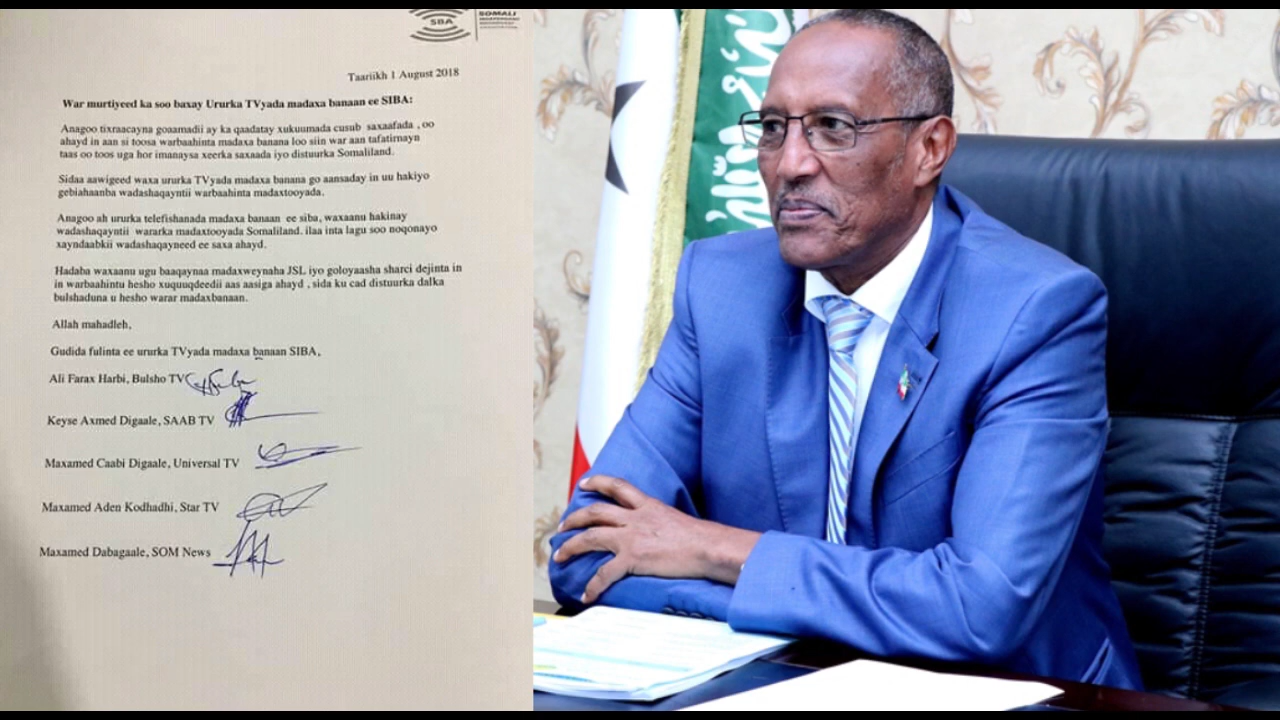 SBA
SOMALI
INDEPENDENT
Taariikh 1 August 2018
War murtiyeed ka soo baxay Ururka TVyada madaxa banaan ee SIBA:
Anagoo tixraacayna goaamadii ay ka qaadatay xukuumada cusub saxaafada , oo
ahayd in aan si toosa warbaahinta madaxa banana loo siin war aan tafatirnayn
taas oo toos uga hor imanaysa xeerka saxaada iyo distuurka Somaliland.
Sidaa aawigeed waxa ururka TVyada madaxa banana go aansaday in uu hakiyo
gebiahaanba wadashaqayntii warbaahinta madaxtooyada.
Anagoo ah ururka telefishanada madaxa banaan ee siba, waxaanu hakinay
wadashaqayntii wararka madaxtooyada Somaliland. ilaa inta lagu soo noqonayo
xayndaabkii wadashaqayneed ee saxa ahayd.
Hadaba waxaanu ugu baaqaynaa madaxweynaha JSL iyo goloyaasha sharci dejinta in
in warbaahintu hesho xuquuqdeedii aas aasiga ahayd , sida ku cad distuurka dalka
bulshaduna u hesho warar madaxbanaan.
Allah mahadleh,
Gudida fulinta ee ururka TVyada madaxa banaan SIBA,
Ali Farax Harbi, Bulsho TV
Keyse Axmed Digaale, SAAB TV
Maxamed Caabi Digaale, Universal TV
Maxamed Aden Kodhadhi, Star TV
Maxamed Dabagaale, SOM News